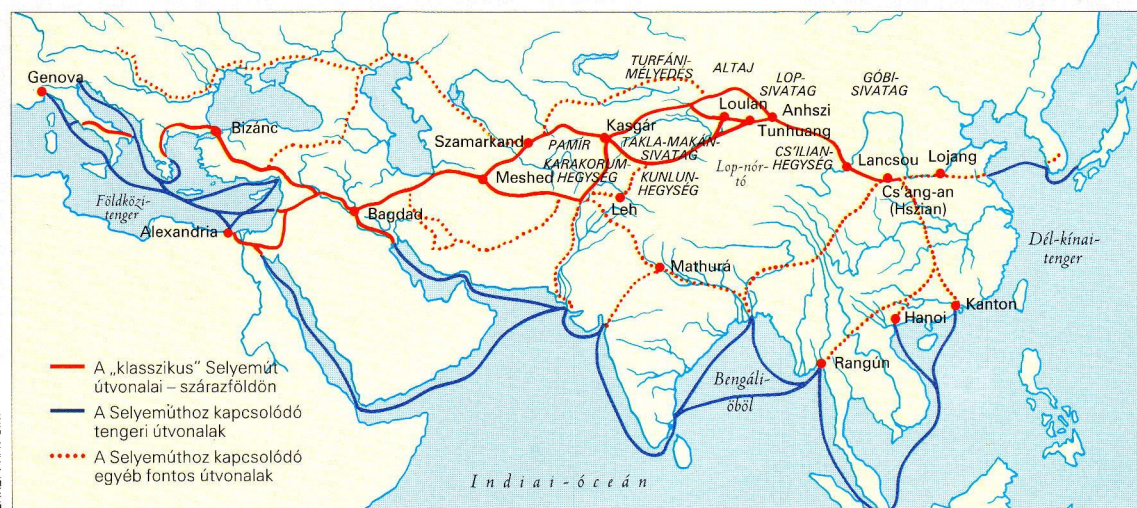 Genova
Bizánc
Földközi-
tenger
Alexandria
Bagdad
Szamarkand
Meshed
TURFÁNI-
MÉLYEDÉS
ALTAJ
LOP-
SIVATAG
GÓBI-
SIVATAG
Loulan
Anhszi
Tunhuang
Kasgár
PAMÍR
TAKLA-MAKÁN-
SIVATAG
KARAKORUM-
HEGYSÉG
KUNLUN-
HEGYSÉG
Lop-nór-
tó
CS'ILIAN-
HEGYSÉG
Lancsou
Lojang
Cs'ang-an
(Hszian)
Leh
Mathurá
Dél-kínai-
tenger
Kanton
Hanoi
Rangún
Bengáli-
öböl
Indiai-óceán
A „klasszikus” Selyemút
útvonalai – szárazföldön
A Selyemúthoz kapcsolódó
tengeri útvonalak
A Selyemúthoz kapcsolódó
egyéb fontos útvonalak